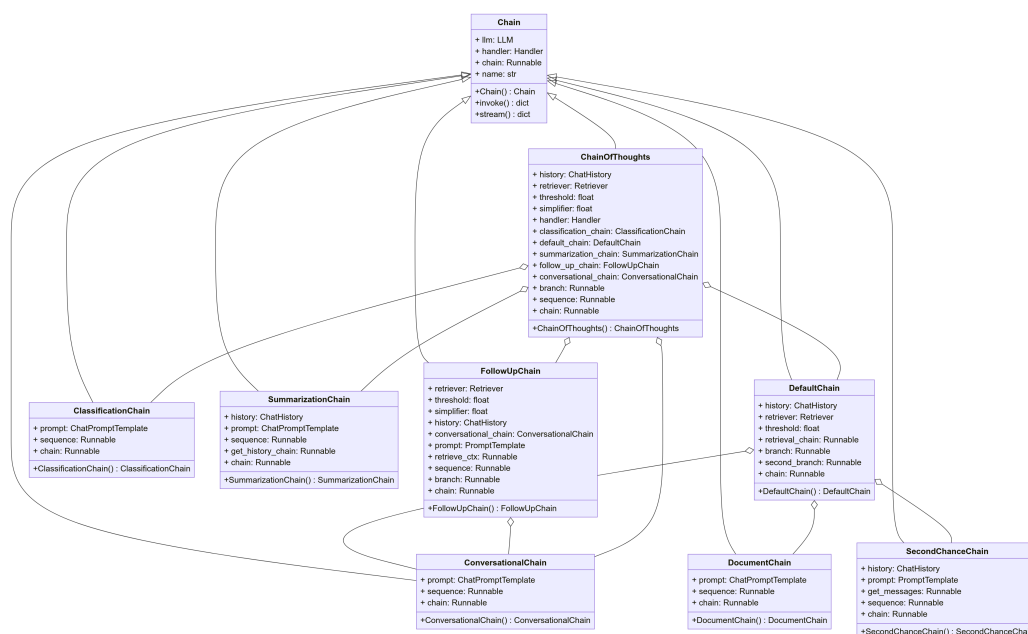 Chain
+ llm: LLM
+ handler: Handler
+ chain: Runnable
+ name: str
+Chain() : Chain
+invoke() : dict
+stream() : dict
ChainOfThoughts
+ history: ChatHistory
+ retriever: Retriever
+ threshold: float
+ simplifier: float
+ handler: Handler
+ classification_chain: ClassificationChain
+ default_chain: DefaultChain
+ summarization_chain: SummarizationChain
+ follow_up_chain: FollowUpChain
+ conversational_chain: ConversationalChain
+ branch: Runnable
+ sequence: Runnable
+ chain: Runnable
+ChainOfThoughts() : ChainOfThoughts
ClassificationChain
+ prompt: ChatPromptTemplate
+ sequence: Runnable
+ chain: Runnable
+ClassificationChain() : ClassificationChain
SummarizationChain
+ history: ChatHistory
+ prompt: ChatPromptTemplate
+ sequence: Runnable
+ get_history_chain: Runnable
+ chain: Runnable
+SummarizationChain() : SummarizationChain
FollowUpChain
+ retriever: Retriever
+ threshold: float
+ simplifier: float
+ history: ChatHistory
+ conversational_chain: ConversationalChain
+ prompt: PromptTemplate
+ retrieve_ctx: Runnable
+ sequence: Runnable
+ branch: Runnable
+ chain: Runnable
+FollowUpChain() : FollowUpChain
DefaultChain
+ history: ChatHistory
+ retriever: Retriever
+ threshold: float
+ retrieval_chain: Runnable
+ branch: Runnable
+ second_branch: Runnable
+ chain: Runnable
+DefaultChain() : DefaultChain
ConversationalChain
+ prompt: ChatPromptTemplate
+ sequence: Runnable
+ chain: Runnable
+ConversationalChain() : ConversationalChain
DocumentChain
+ prompt: ChatPromptTemplate
+ sequence: Runnable
+ chain: Runnable
+DocumentChain() : DocumentChain
SecondChanceChain
+ history: ChatHistory
+ prompt: PromptTemplate
+ get_messages: Runnable
+ sequence: Runnable
+ chain: Runnable
+SecondChanceChain() : SecondChanceCha